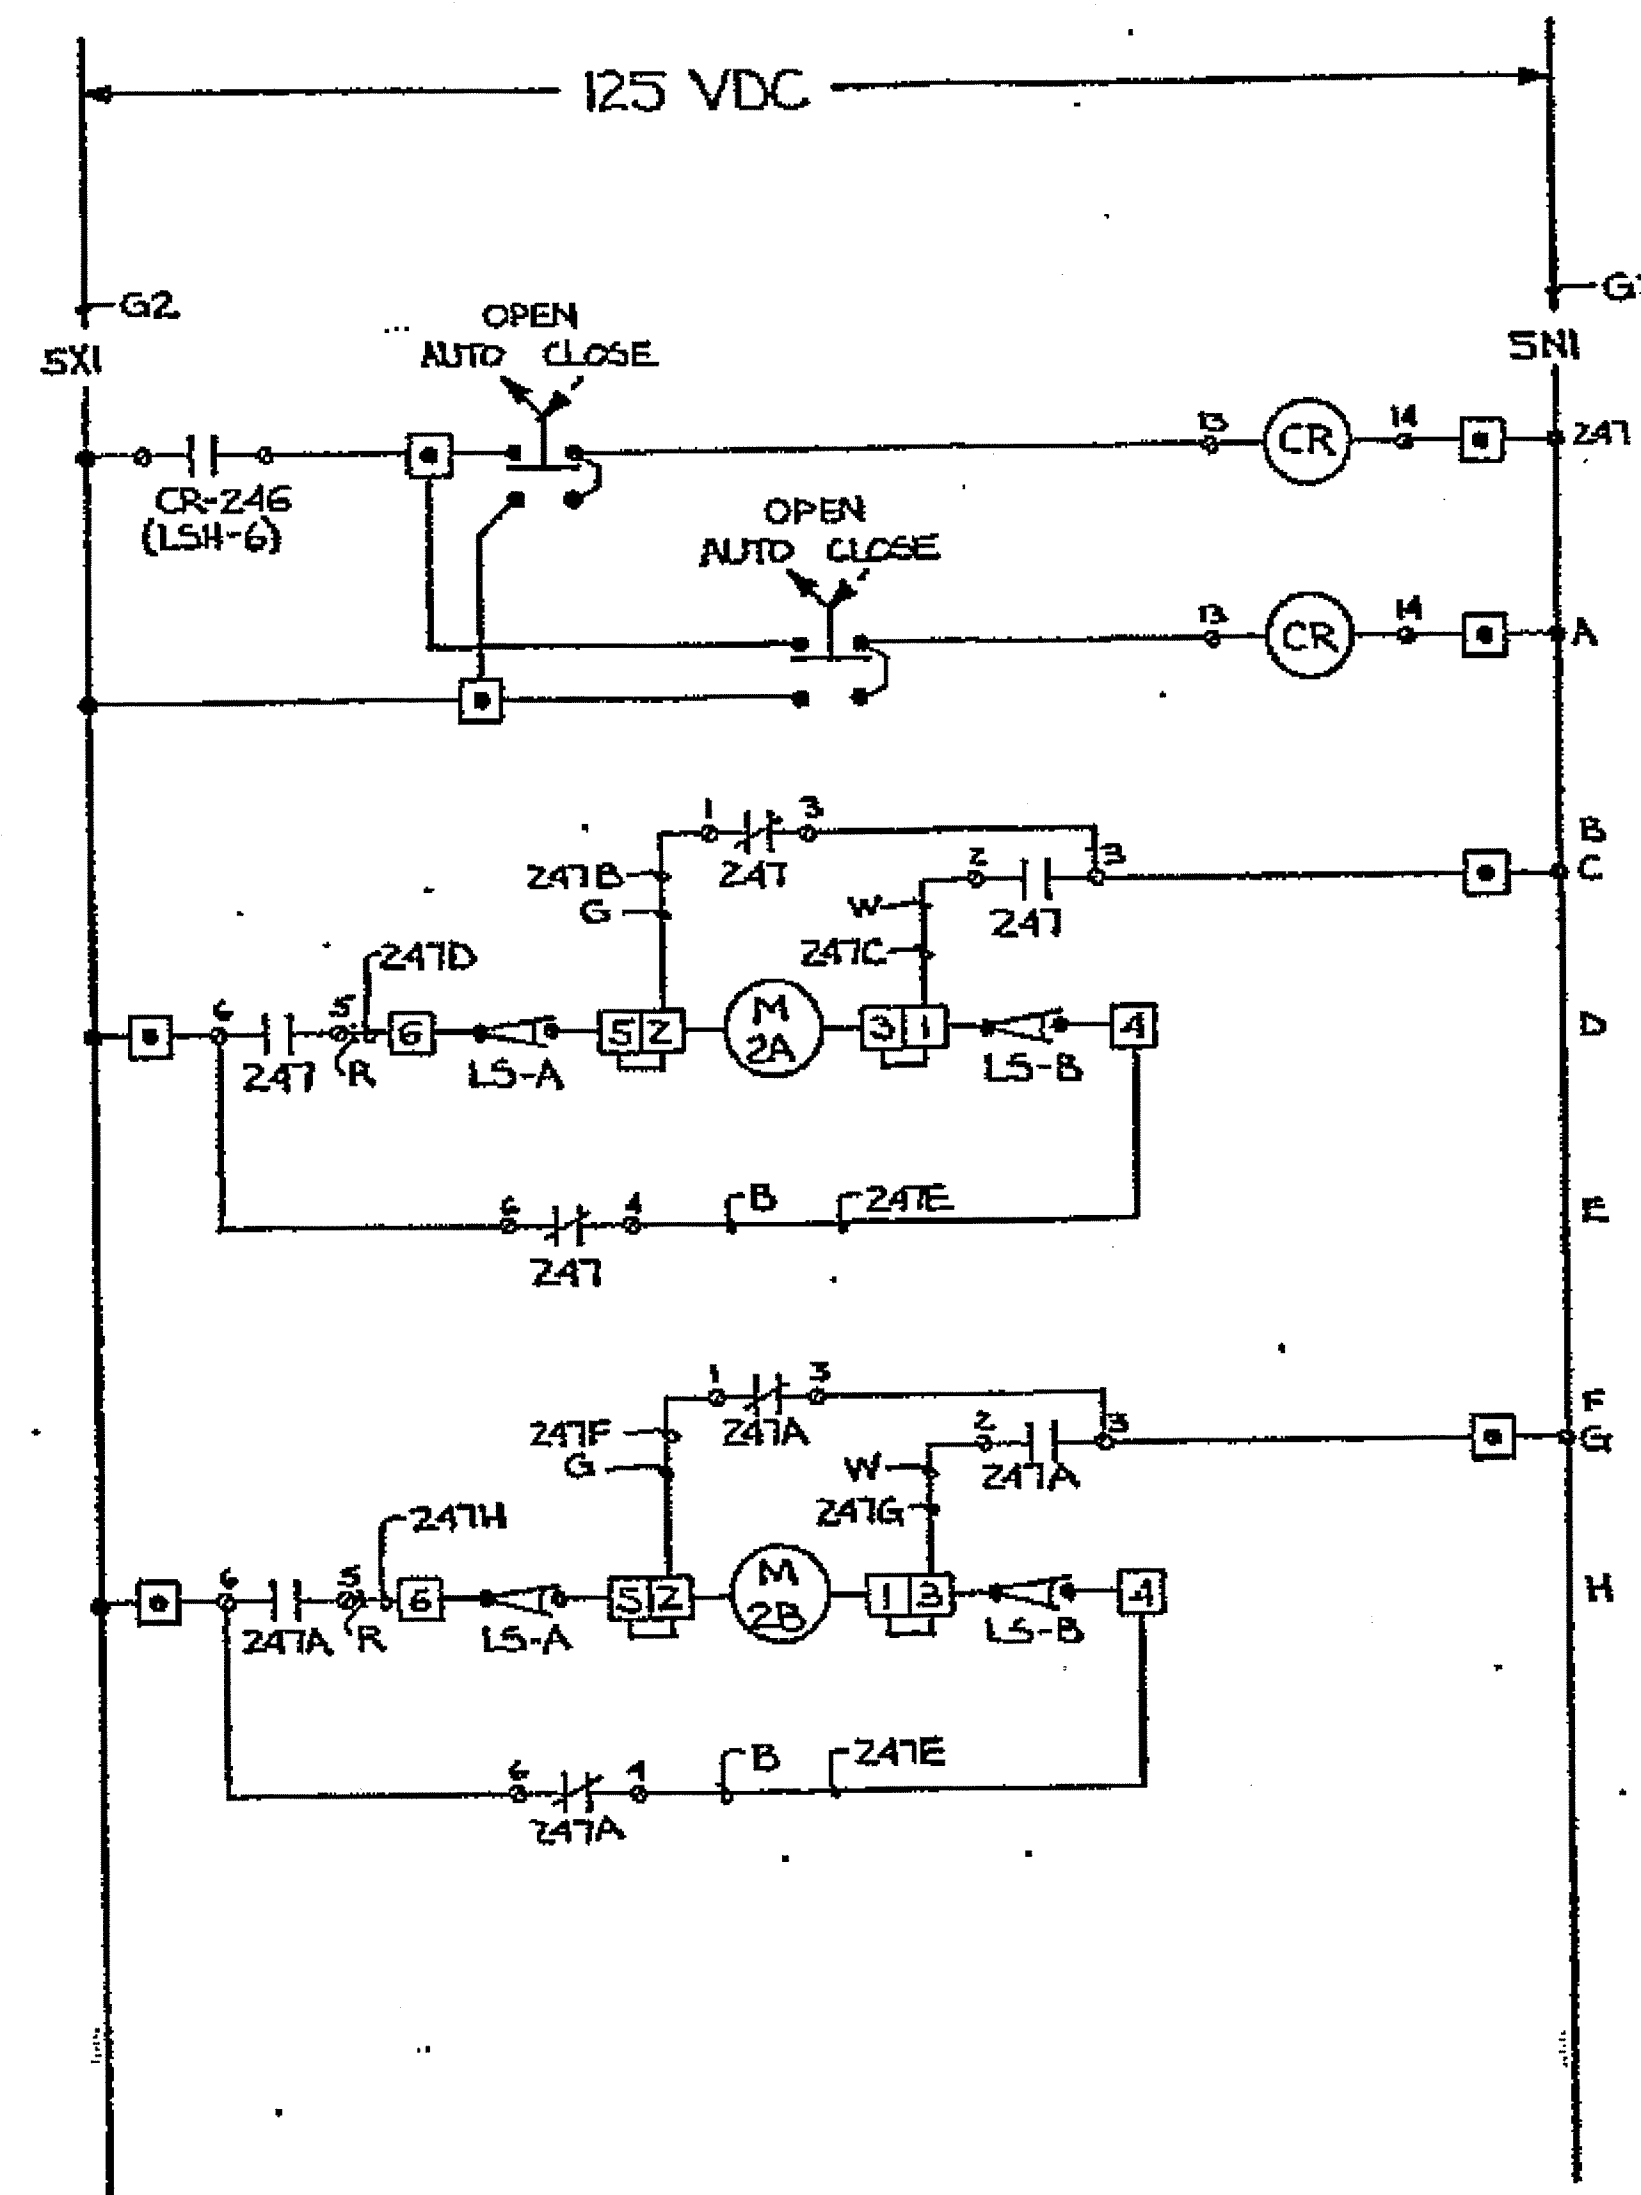 125 VDC
G2
G
5X1
5N1
OPEN
AUTO CLOSE
13
CR
14
247
CR-246
(LSH-6)
OPEN
AUTO CLOSE
13
CR
14
A
1
3
B
247B
247
2
3
C
G
W
247
247C
247D
6
5
6
5 2
M
2A
3 1
4
D
247
R
LS-A
LS-B
6
4
B
247E
E
247
1
3
F
247F
247A
2
3
G
G
W
247A
247G
247H
6
5
6
5 2
M
2B
1 3
4
H
247A
R
LS-A
LS-B
6
4
B
247E
247A